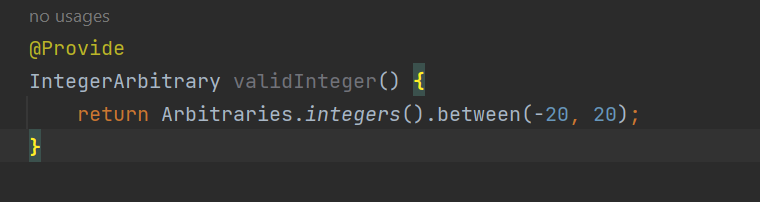 no usages
@Provide
IntegerArbitrary validInteger() {
    return Arbitraries.integers().between(-20, 20);
}